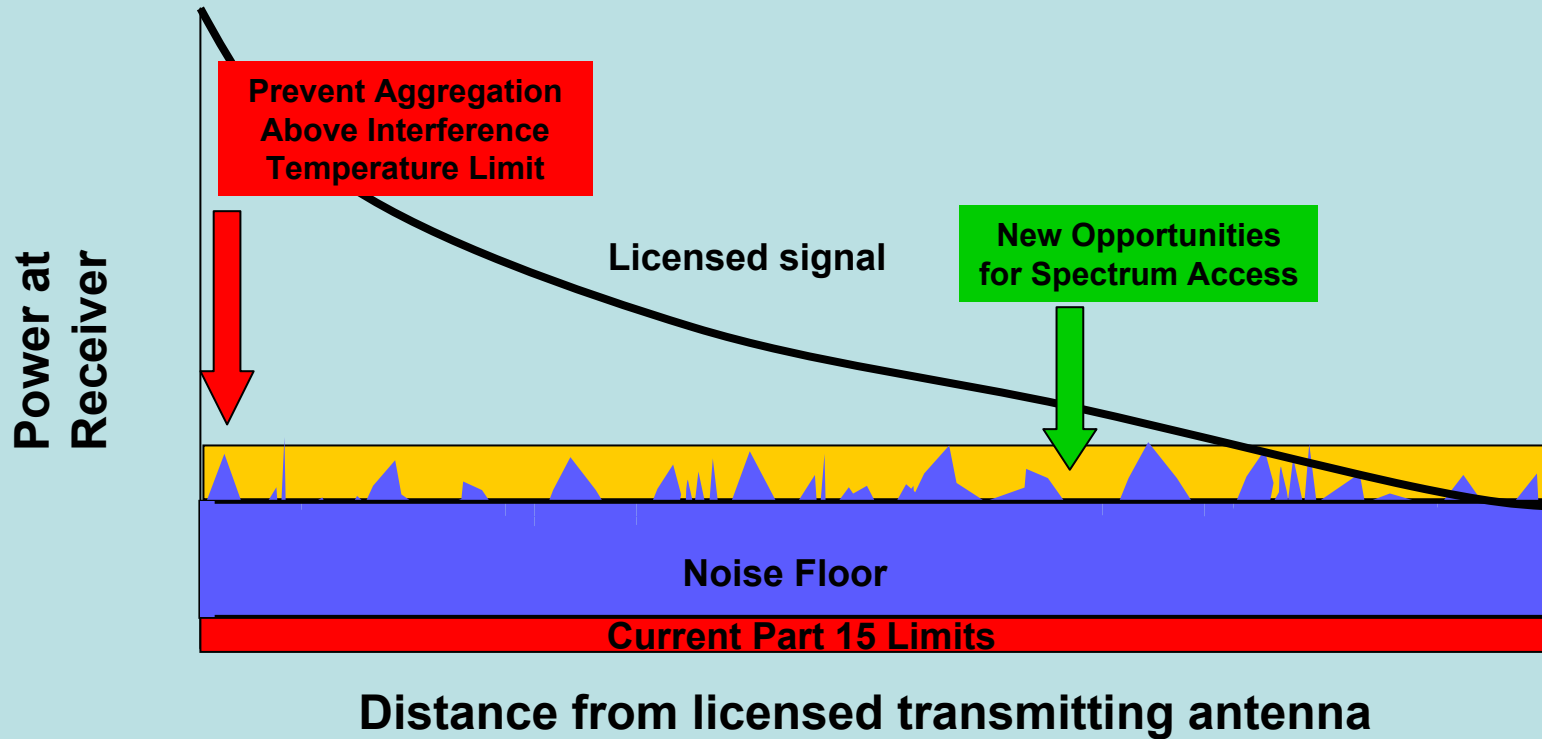 Prevent Aggregation
Above Interference
Temperature Limit
Licensed signal
New Opportunities
for Spectrum Access
Power at
Receiver
Noise Floor
Current Part 15 Limits
Distance from licensed transmitting antenna